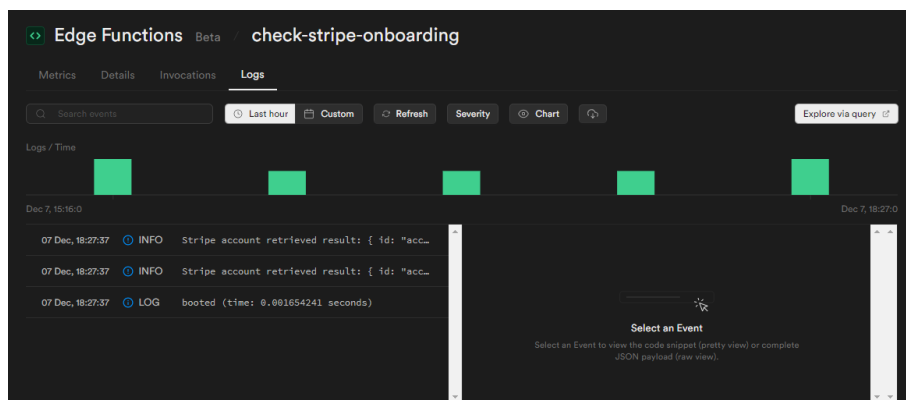 Edge Functions Beta / check-stripe-onboarding
Metrics Details Invocations Logs
Search events Last hour Custom Refresh Severity Chart Explore via query
Logs / Time
Dec 7, 15:16:0 Dec 7, 18:27:0
07 Dec, 18:27:37 INFO Stripe account retrieved result: { id: "acc…
07 Dec, 18:27:37 INFO Stripe account retrieved result: { id: "acc…
07 Dec, 18:27:37 LOG booted (time: 0.001654241 seconds)
Select an Event
Select an Event to view the code snippet (pretty view) or complete
JSON payload (raw view).